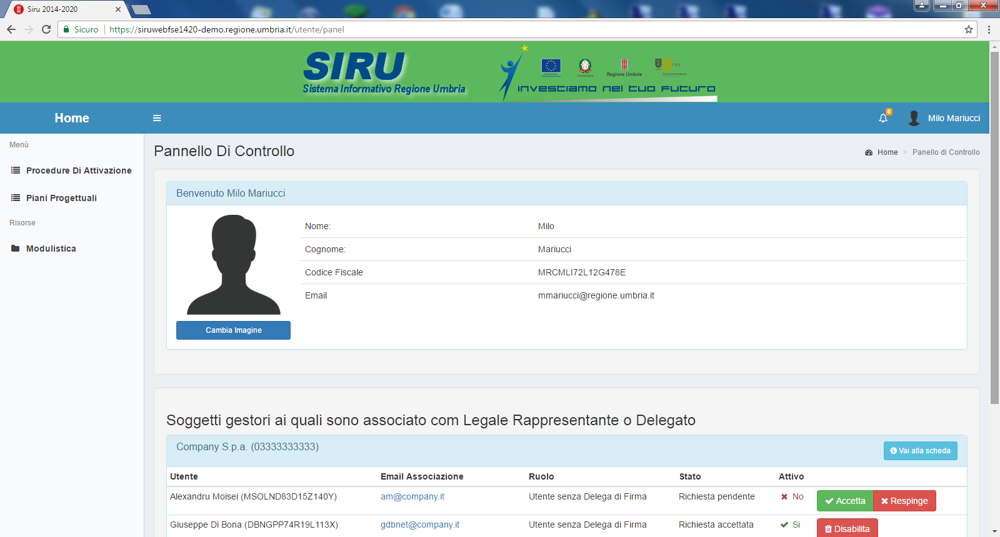 Siru 2014-2020
Sicuro https://siruwebfse1420-demo.regione.umbria.it/utente/panel
SIRU
Sistema Informativo Regione Umbria
Regione Umbria
investiamo nel tuo futuro
Home
0
Milo Mariucci
Menù
Pannello Di Controllo
Home > Panello di Controllo
Procedure Di Attivazione
Piani Progettuali
Risorse
Modulistica
Benvenuto Milo Mariucci
Nome: Milo
Cognome: Mariucci
Codice Fiscale MRCMLI72L12G478E
Email mmariucci@regione.umbria.it
Cambia Imagine
Soggetti gestori ai quali sono associato com Legale Rappresentante o Delegato
Company S.p.a. (03333333333)
Vai alla scheda
Utente Email Associazione Ruolo Stato Attivo
Alexandru Moisei (MSOLND83D15Z140Y) am@company.it Utente senza Delega di Firma Richiesta pendente No Accetta Respinge
Giuseppe Di Bona (DBNGPP74R19L113X) gdbnet@company.it Utente senza Delega di Firma Richiesta accettata Si Disabilita